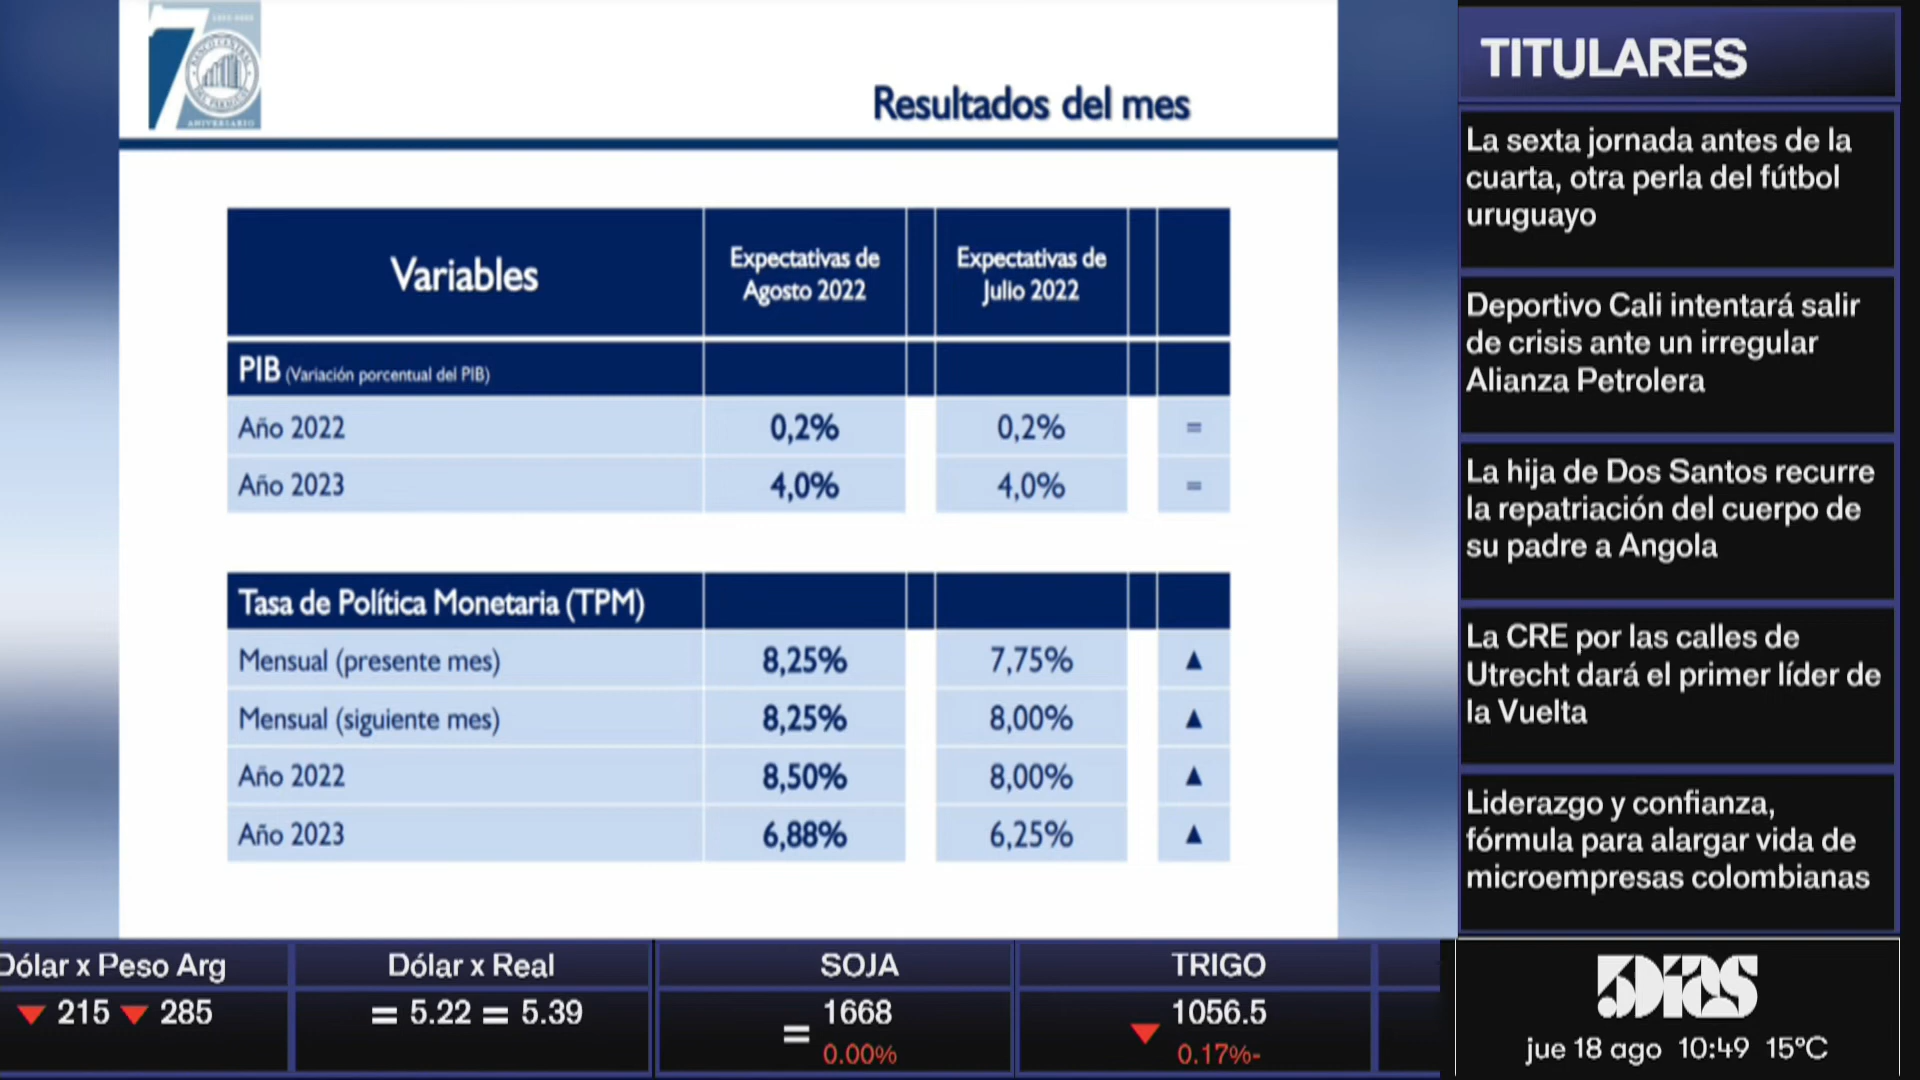 1952-2022
BANCO CENTRAL
DEL PARAGUAY
ANIVERSARIO
Resultados del mes
Variables
Expectativas de
Agosto 2022
Expectativas de
Julio 2022
PIB (Variación porcentual del PIB)
Año 2022 0,2% 0,2% =
Año 2023 4,0% 4,0% =
Tasa de Política Monetaria (TPM)
Mensual (presente mes) 8,25% 7,75% ▲
Mensual (siguiente mes) 8,25% 8,00% ▲
Año 2022 8,50% 8,00% ▲
Año 2023 6,88% 6,25% ▲
TITULARES
La sexta jornada antes de la
cuarta, otra perla del fútbol
uruguayo
Deportivo Cali intentará salir
de crisis ante un irregular
Alianza Petrolera
La hija de Dos Santos recurre
la repatriación del cuerpo de
su padre a Angola
La CRE por las calles de
Utrecht dará el primer líder de
la Vuelta
Liderazgo y confianza,
fórmula para alargar vida de
microempresas colombianas
Dólar x Peso Arg
▼ 215 ▼ 285
Dólar x Real
= 5.22 = 5.39
SOJA
= 1668
0.00%
TRIGO
▼ 1056.5
0.17%-
5Días
jue 18 ago 10:49 15°C